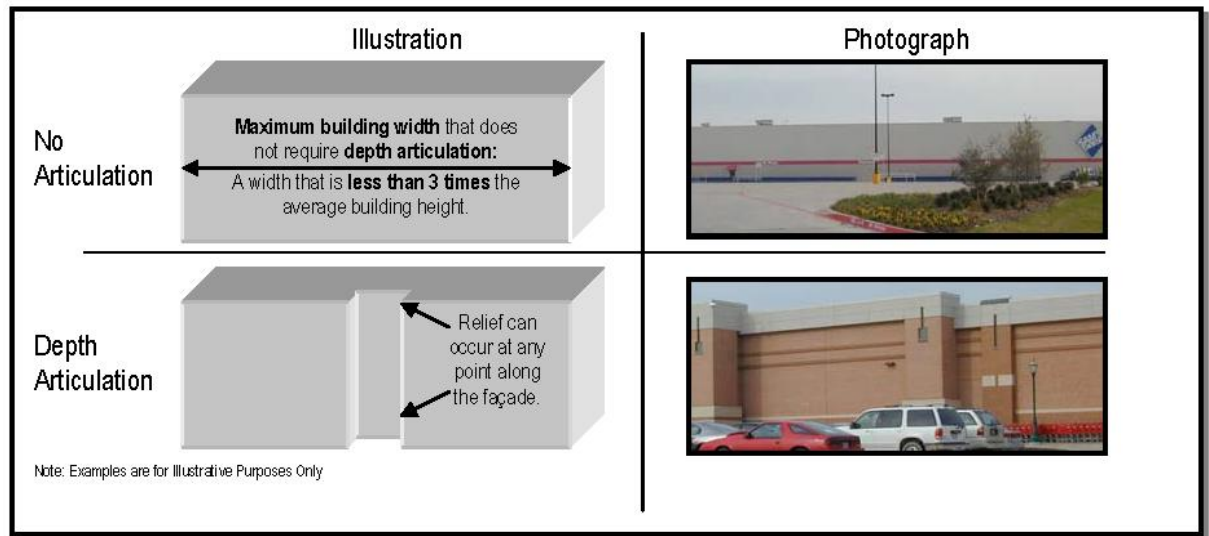 Illustration
Photograph
No
Articulation
Maximum building width that does
not require depth articulation:
A width that is less than 3 times the
average building height.
Depth
Articulation
Relief can
occur at any
point along
the façade.
Note: Examples are for Illustrative Purposes Only